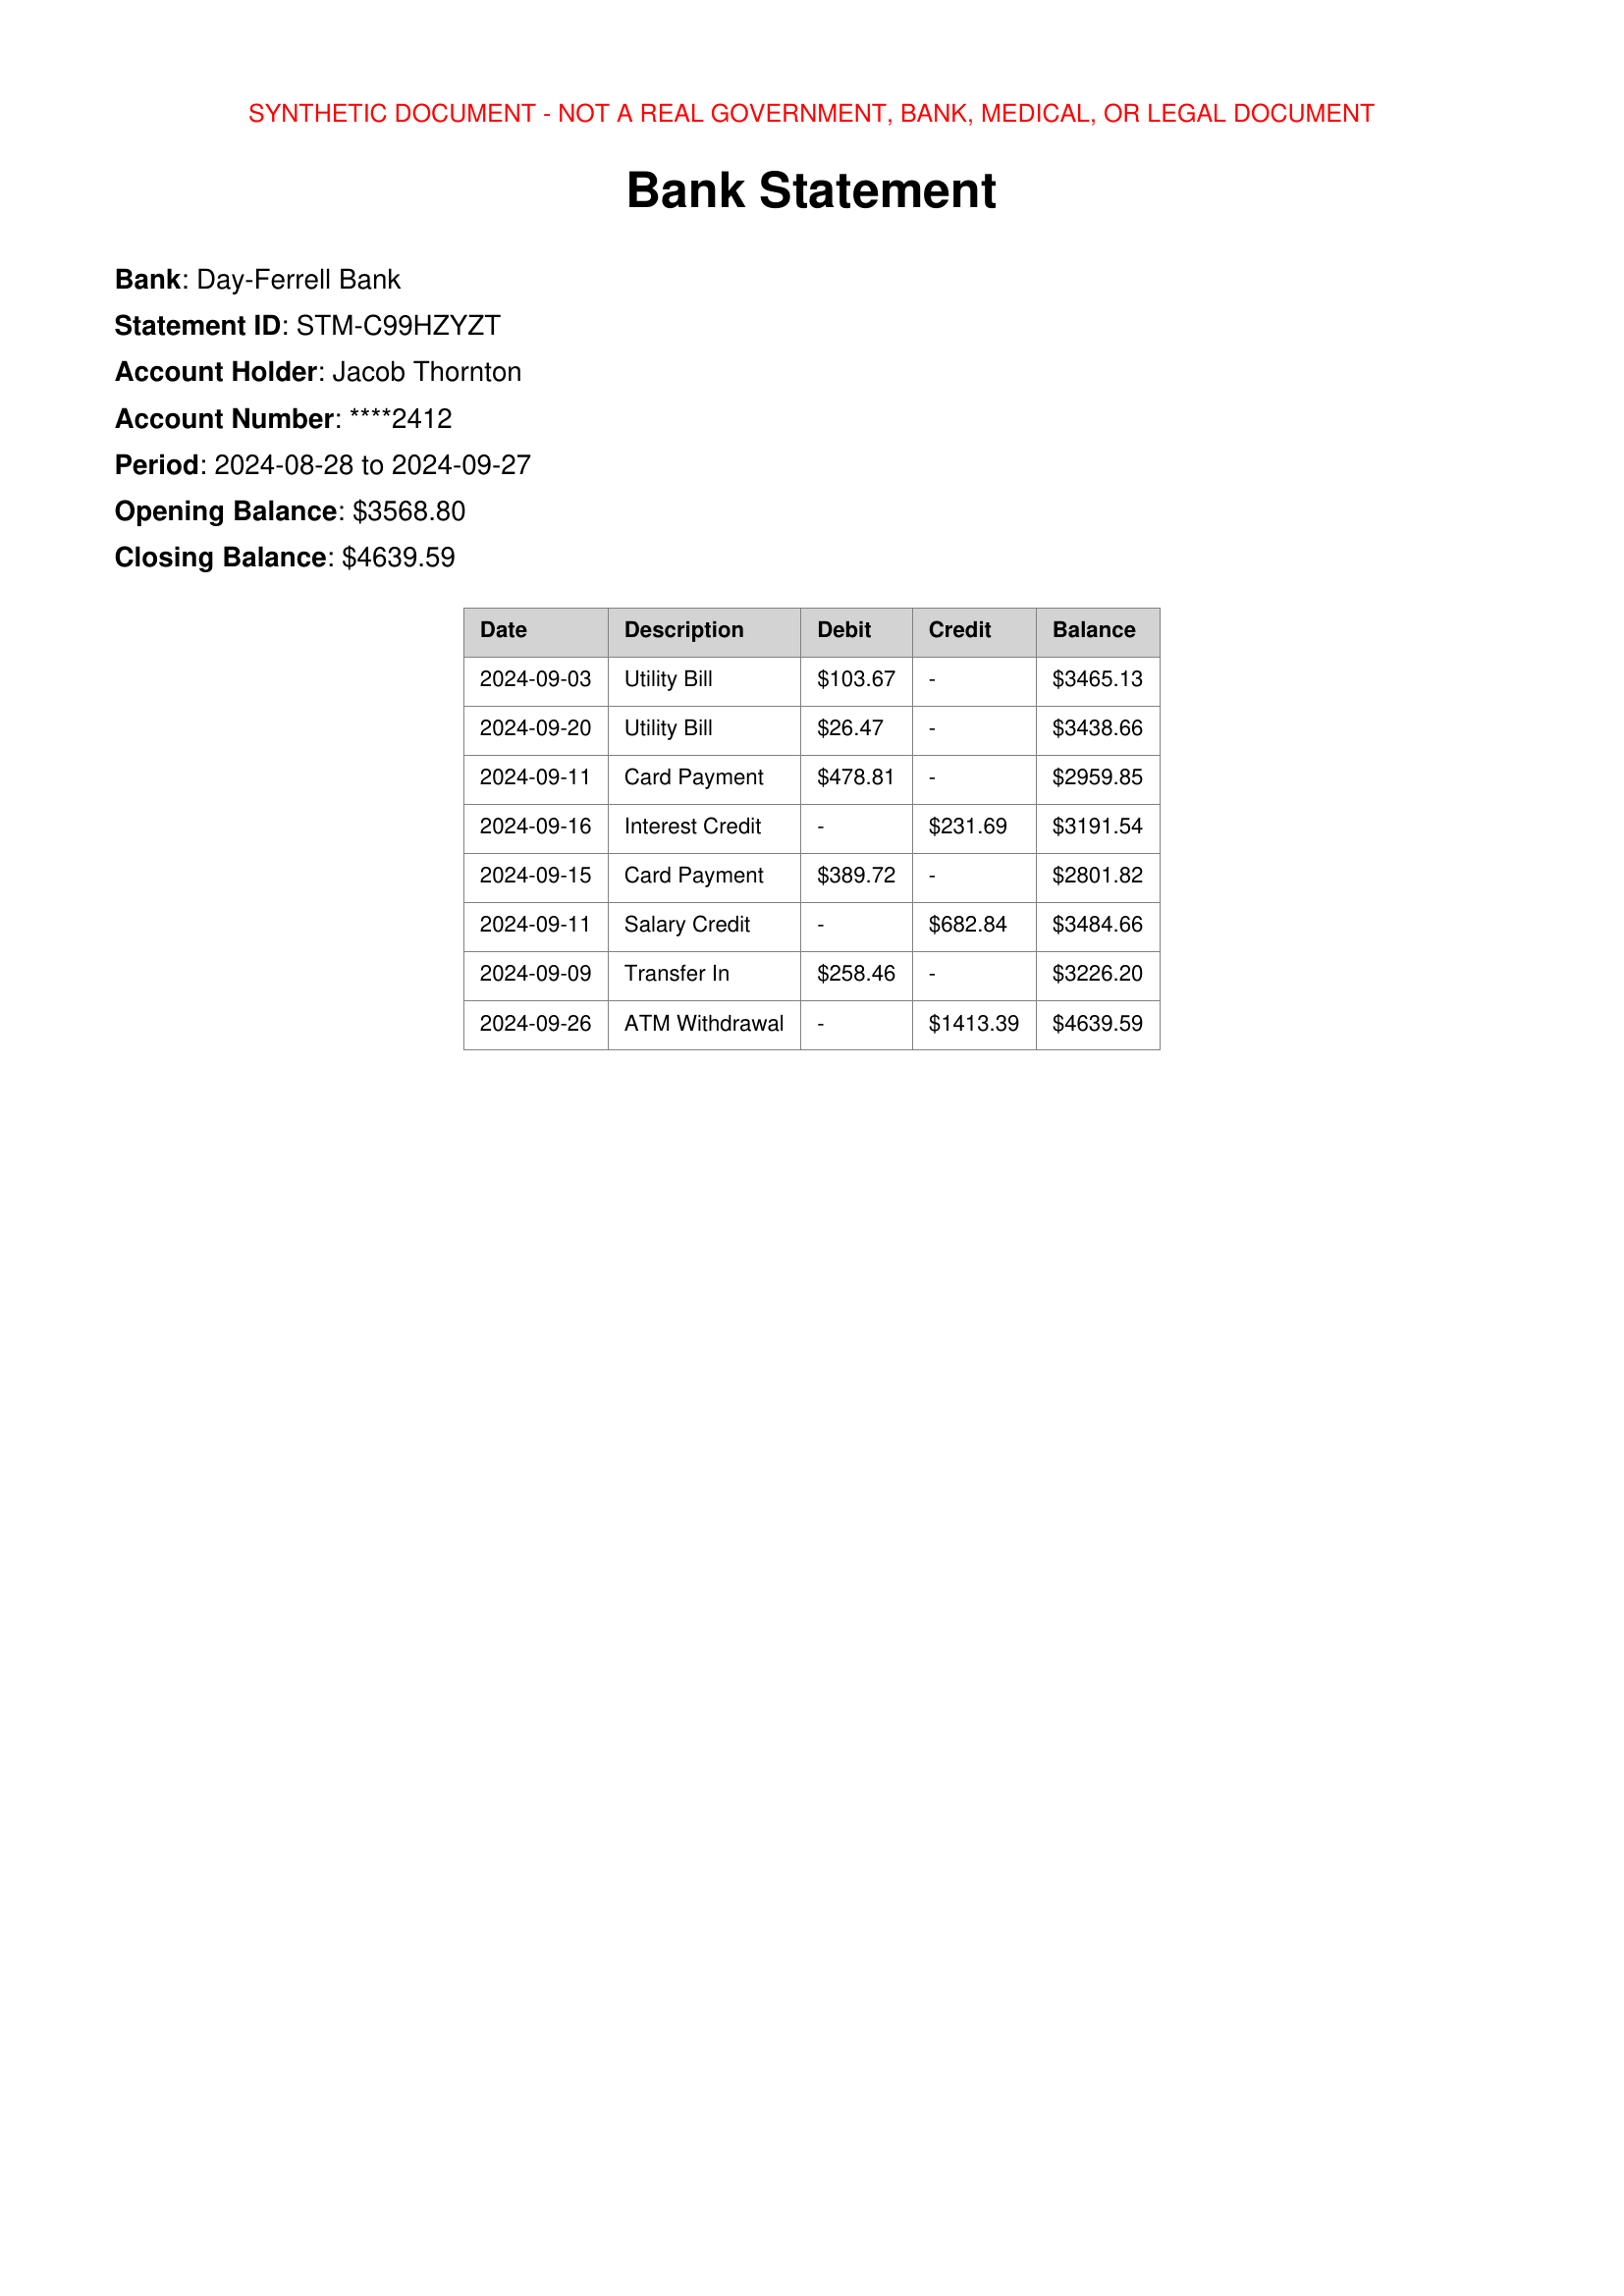 SYNTHETIC DOCUMENT - NOT A REAL GOVERNMENT, BANK, MEDICAL, OR LEGAL DOCUMENT
Bank Statement
Bank: Day-Ferrell Bank
Statement ID: STM-C99HZYZT
Account Holder: Jacob Thornton
Account Number: ****2412
Period: 2024-08-28 to 2024-09-27
Opening Balance: $3568.80
Closing Balance: $4639.59
Date Description Debit Credit Balance
2024-09-03 Utility Bill $103.67 - $3465.13
2024-09-20 Utility Bill $26.47 - $3438.66
2024-09-11 Card Payment $478.81 - $2959.85
2024-09-16 Interest Credit - $231.69 $3191.54
2024-09-15 Card Payment $389.72 - $2801.82
2024-09-11 Salary Credit - $682.84 $3484.66
2024-09-09 Transfer In $258.46 - $3226.20
2024-09-26 ATM Withdrawal - $1413.39 $4639.59